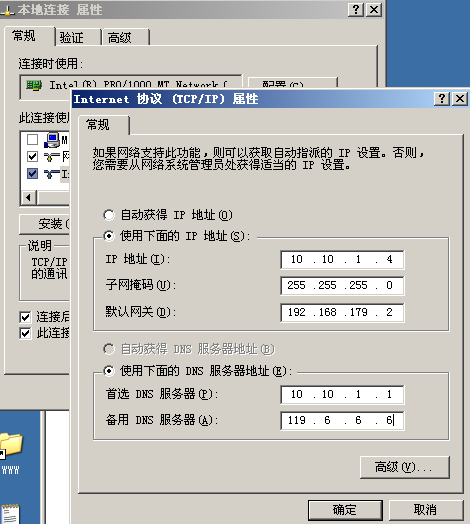 本地连接 属性
常规 验证 高级
连接时使用:
Intel(R) PRO/1000 MT Network C
配置(C)...
Internet 协议 (TCP/IP) 属性
常规
此连接使
如果网络支持此功能,则可以获取自动指派的 IP 设置。否则,
您需要从网络系统管理员处获得适当的 IP 设置。
自动获得 IP 地址(O)
使用下面的 IP 地址(S):
IP 地址(I): 10 .10 .1 .4
子网掩码(U): 255 .255 .255 .0
默认网关(D): 192 .168 .179 .2
安装(
说明
TCP/IP
的通讯
连接后
此连接
自动获得 DNS 服务器地址(B)
使用下面的 DNS 服务器地址(E):
首选 DNS 服务器(P): 10 .10 .1 .1
备用 DNS 服务器(A): 119 .6 .6 .6
高级(V)...
确定 取消
www